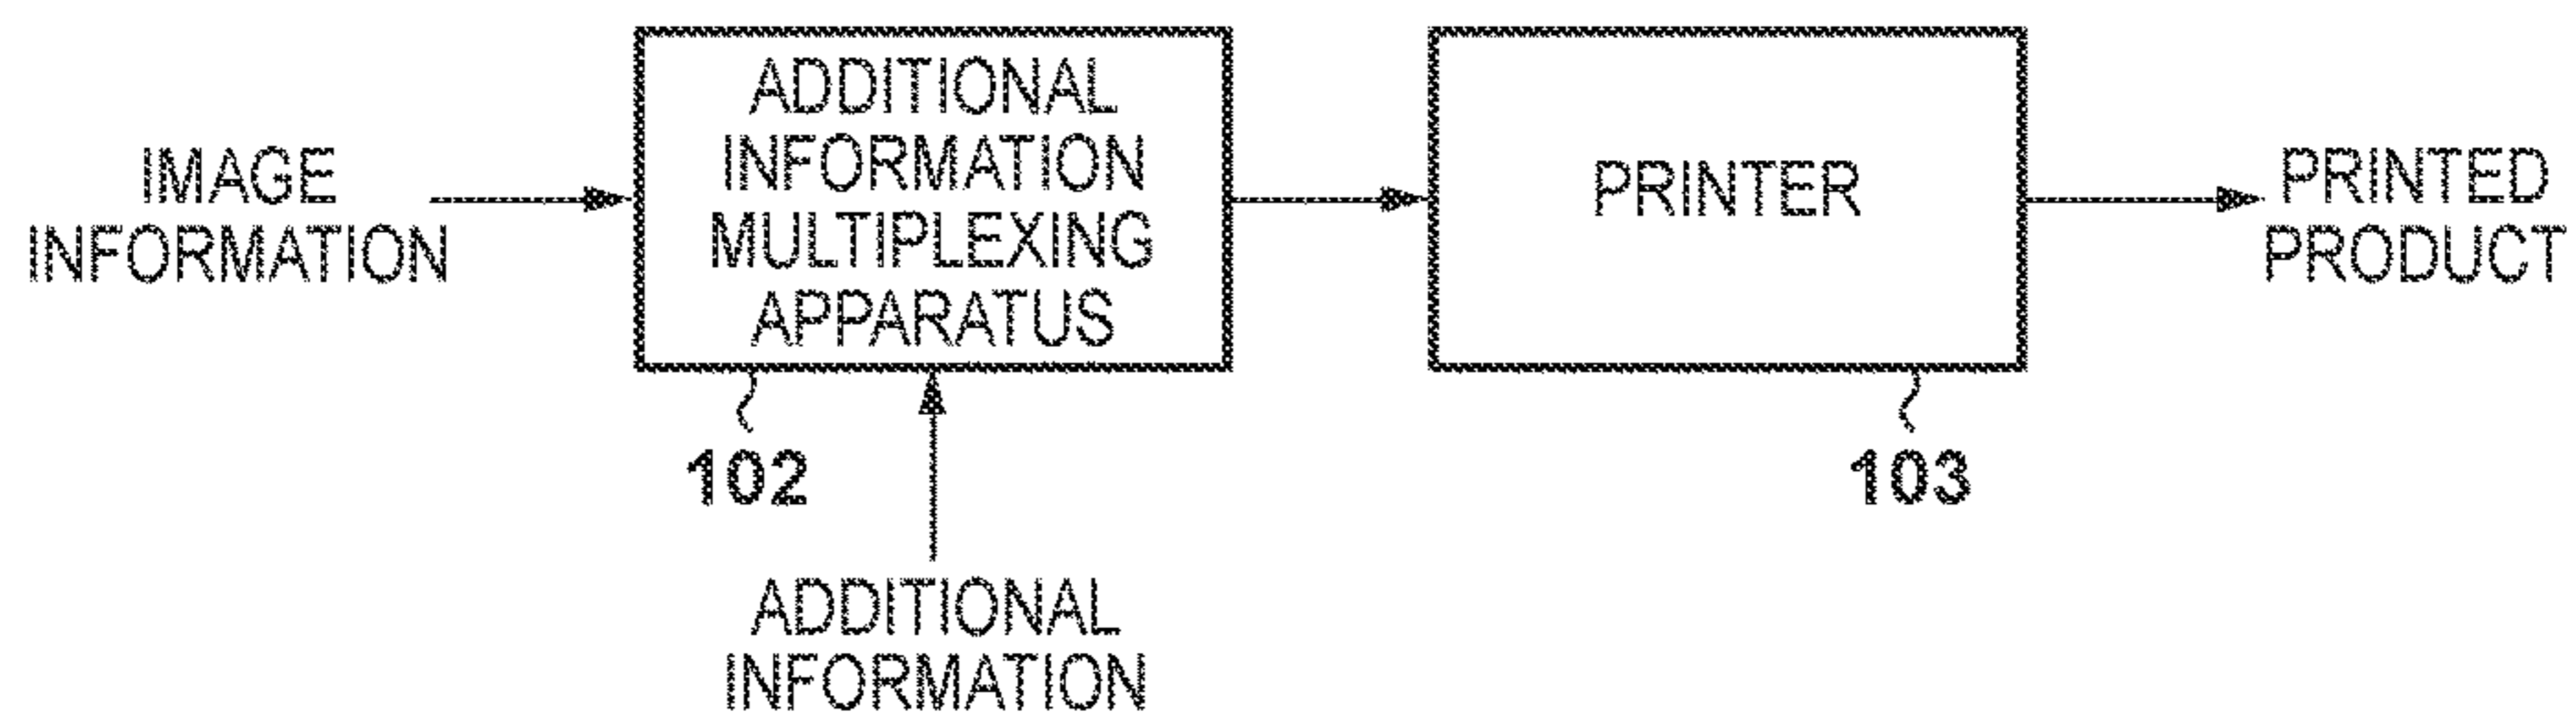 IMAGE
INFORMATION
ADDITIONAL
INFORMATION
MULTIPLEXING
APPARATUS
PRINTER
PRINTED
PRODUCT
102
103
ADDITIONAL
INFORMATION